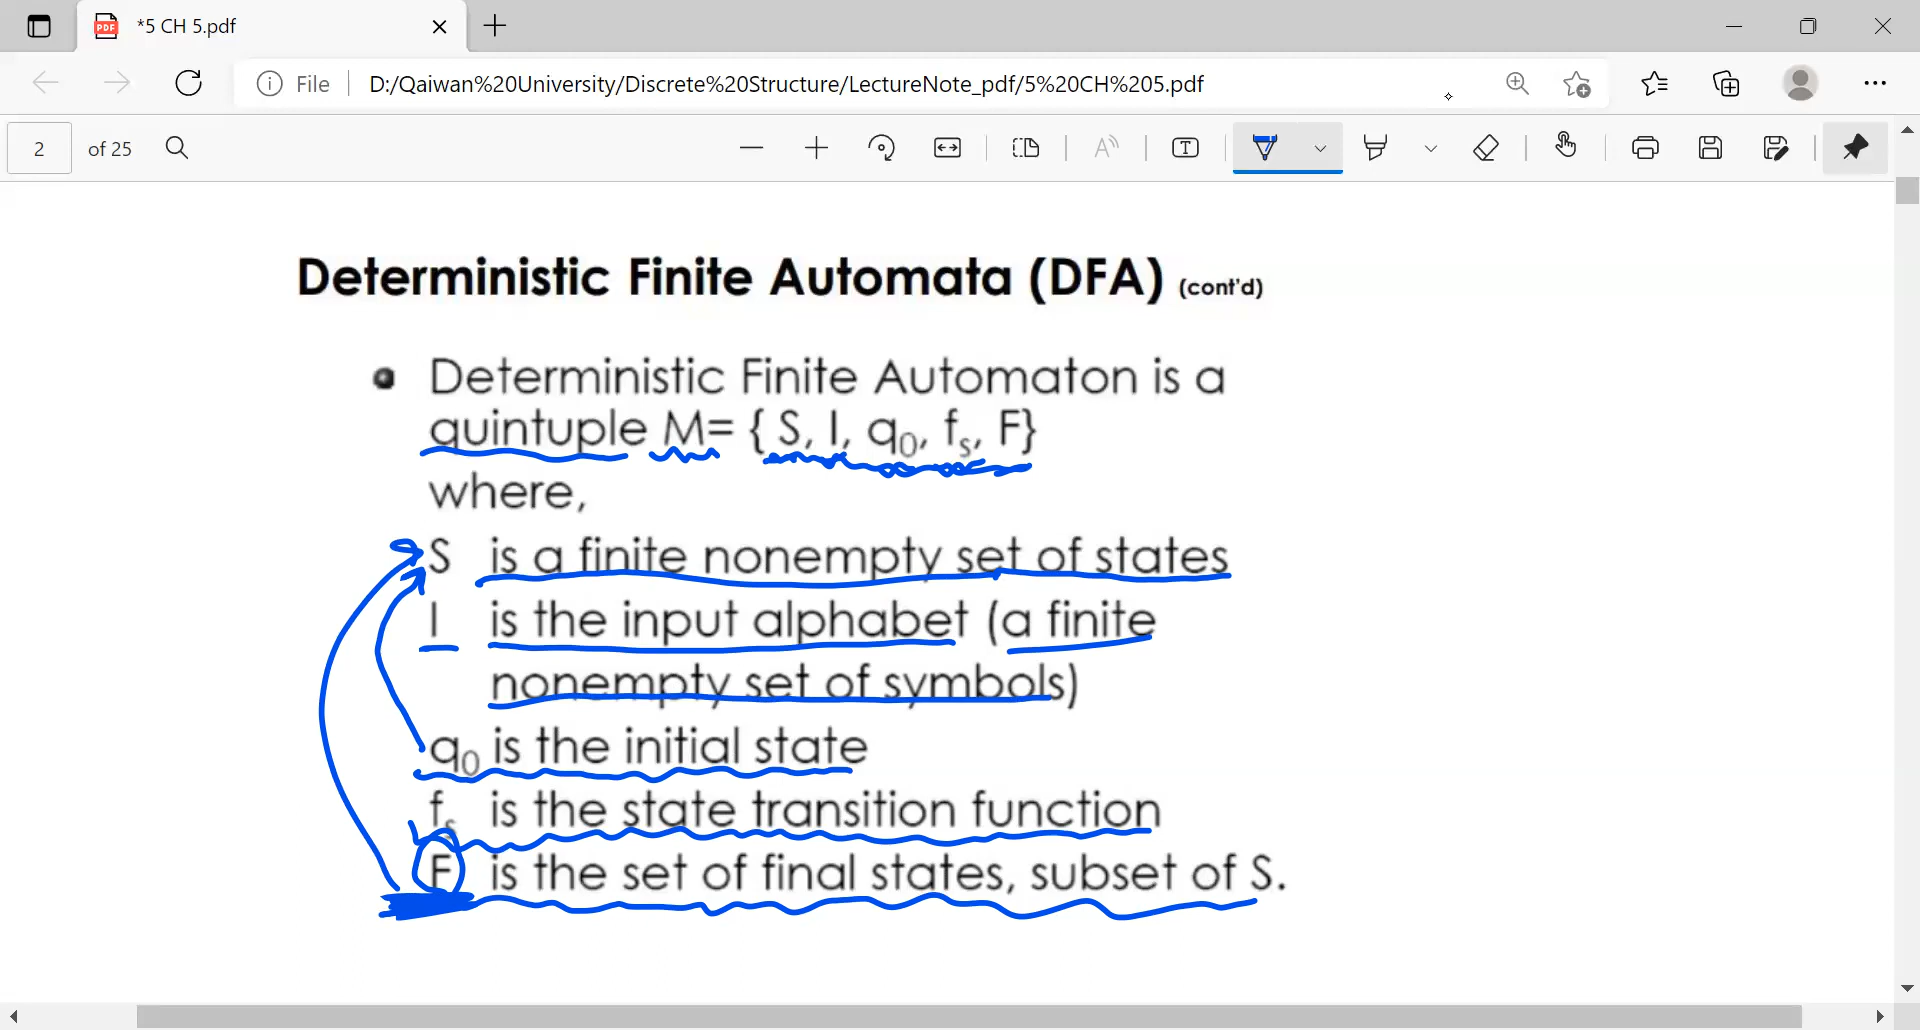 *5 CH 5.pdf
File D:/Qaiwan%20University/Discrete%20Structure/LectureNote_pdf/5%20CH%205.pdf
2 of 25
Deterministic Finite Automata (DFA) (cont'd)
Deterministic Finite Automaton is a
quintuple M= { S, I, q₀, fₛ, F}
where,
S is a finite nonempty set of states
I is the input alphabet (a finite
nonempty set of symbols)
q₀ is the initial state
fₛ is the state transition function
F is the set of final states, subset of S.